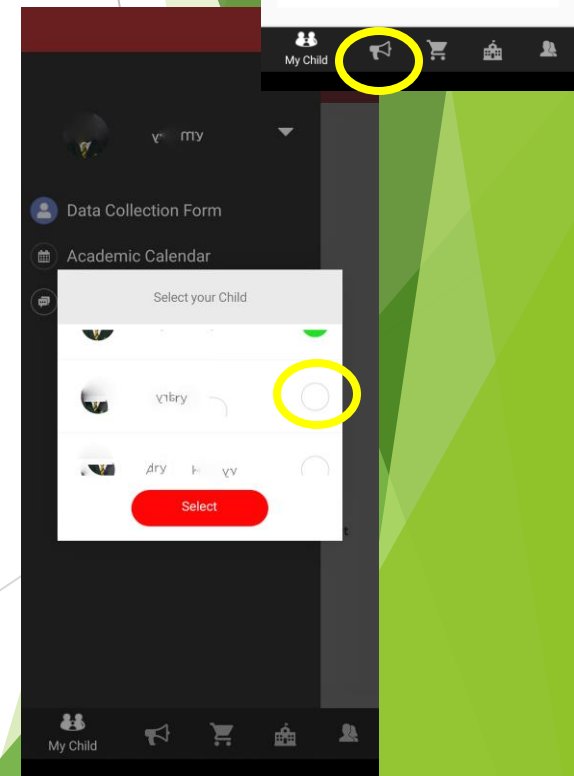 My Child
Data Collection Form
Academic Calendar
Select your Child
Select
My Child